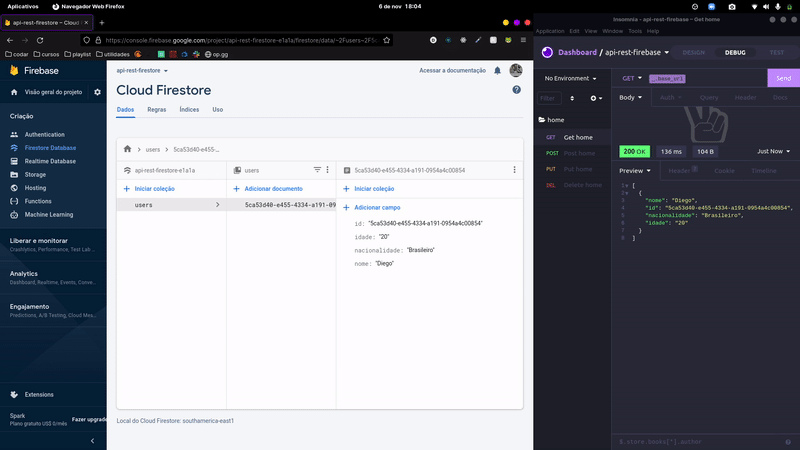 Aplicativos
Navegador Web Firefox
6 de nov 18:04
api-rest-firestore – Cloud F
https://console.firebase.google.com/project/api-rest-firestore-e1a1a/firestore/data/~2Fusers~2F5c
codar
cursos
playlist
utilidades
op.gg
Firebase
Visão geral do projeto
Criação
Authentication
Firestore Database
Realtime Database
Storage
Hosting
Functions
Machine Learning
Liberar e monitorar
Crashlytics, Performance, Test Lab ...
Analytics
Dashboard, Realtime, Events, Conve...
Engajamento
Predictions, A/B Testing, Cloud Mes...
Extensions
Spark
Plano gratuito US$ 0/mês
Fazer upgrade
api-rest-firestore
Acessar a documentação
Cloud Firestore
Dados
Regras
Índices
Uso
users
5ca53d40-e455-...
api-rest-firestore-e1a1a
users
5ca53d40-e455-4334-a191-0954a4c00854
Iniciar coleção
Adicionar documento
Iniciar coleção
users
5ca53d40-e455-4334-a191-09
Adicionar campo
id: "5ca53d40-e455-4334-a191-0954a4c00854"
idade: "20"
nacionalidade: "Brasileiro"
nome: "Diego"
Local do Cloud Firestore: southamerica-east1
Insomnia - api-rest-firebase – Get home
Application Edit View Window Tools Help
Dashboard / api-rest-firebase
DESIGN
DEBUG
TEST
No Environment
Filter
home
GET Get home
POST Post home
PUT Put home
DEL Delete home
GET
_.base_url
Send
Body
Auth
Query
Header
Docs
200 OK
136 ms
104 B
Just Now
Preview
Header
Cookie
Timeline
1 [
2 {
3 "nome": "Diego",
4 "id": "5ca53d40-e455-4334-a191-0954a4c00854",
5 "nacionalidade": "Brasileiro",
6 "idade": "20"
7 }
8 ]
$.store.books[*].author